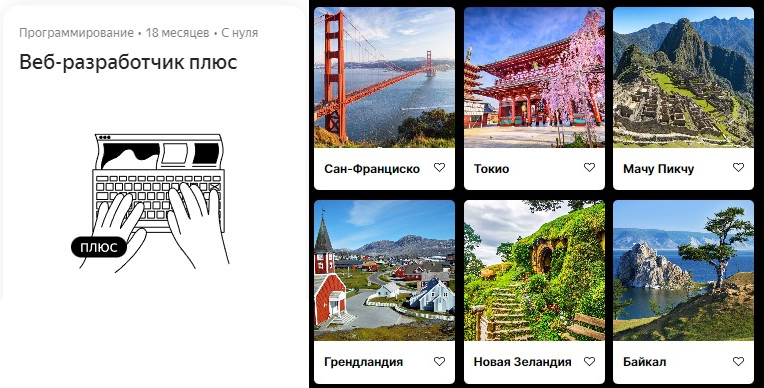 Программирование • 18 месяцев • С нуля
Веб-разработчик плюс
ПЛЮС
Сан-Франциско
Токио
Мачу Пикчу
Грендландия
Новая Зеландия
Байкал